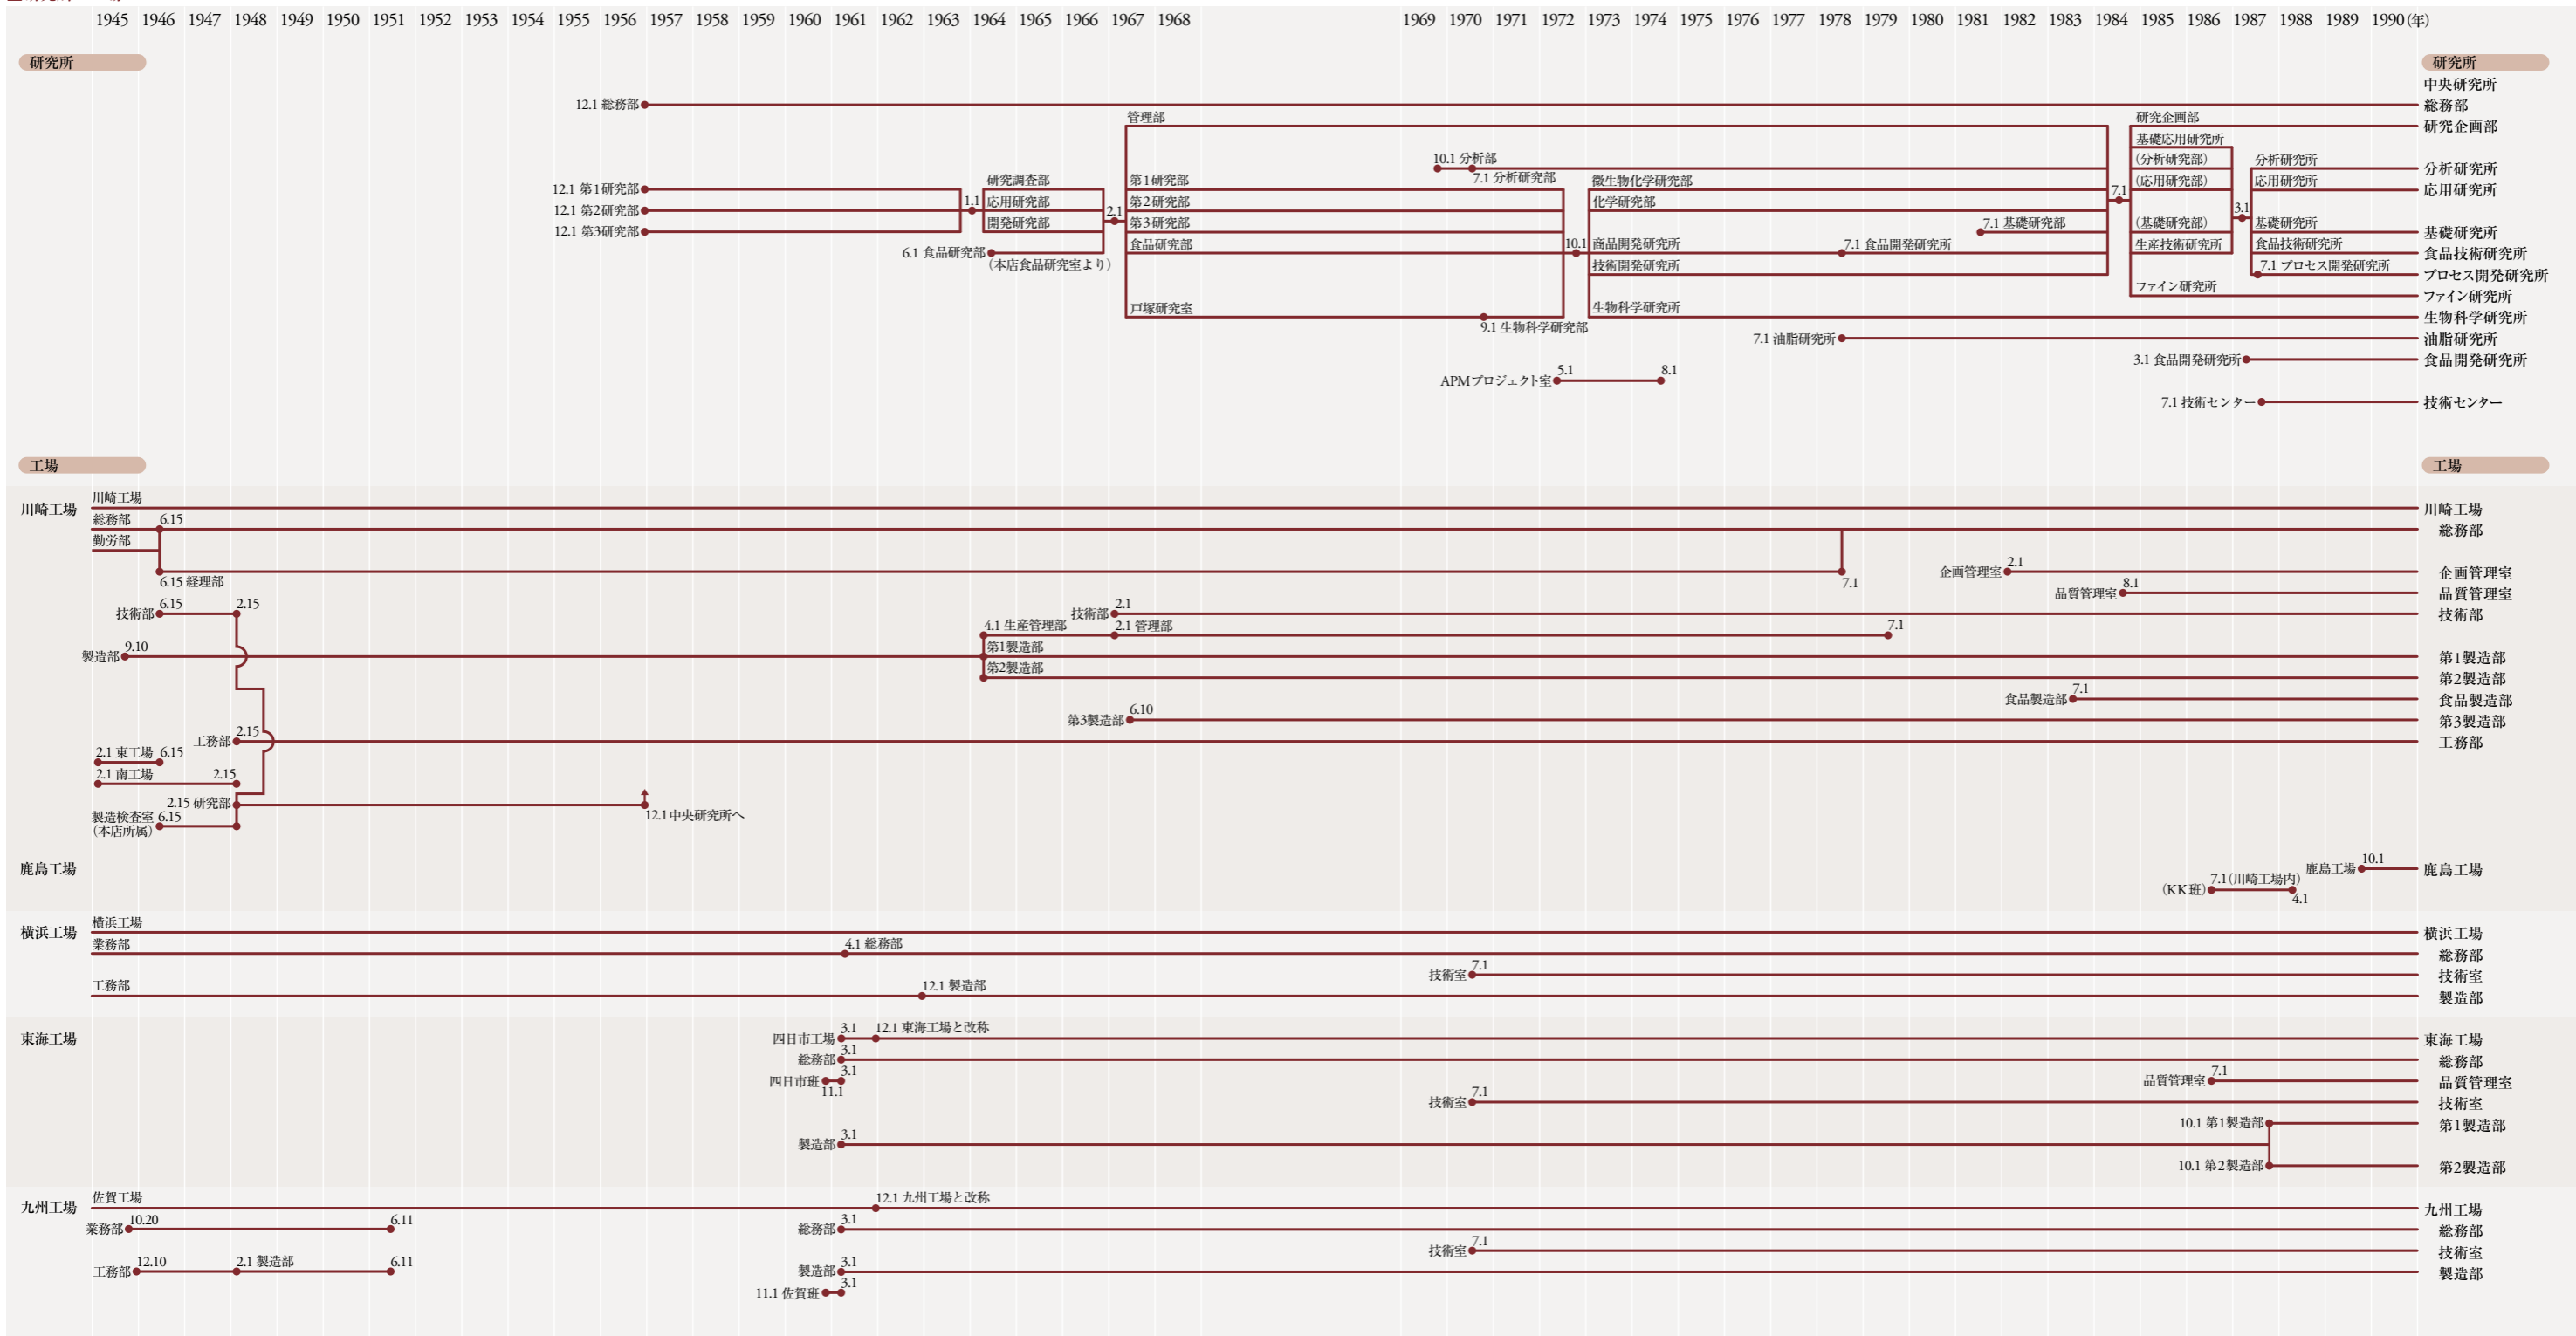 1945 1946 1947 1948 1949 1950 1951 1952 1953 1954 1955 1956 1957 1958 1959 1960 1961 1962 1963 1964 1965 1966 1967 1968 1969 1970 1971 1972 1973 1974 1975 1976 1977 1978 1979 1980 1981 1982 1983 1984 1985 1986 1987 1988 1989 1990(年)
研究所 研究所
中央研究所
12.1 総務部 総務部
管理部 研究企画部 研究企画部
基礎応用研究所
10.1 分析部 (分析研究部) 分析研究所 分析研究所
7.1 分析研究部
12.1 第1研究部 研究調査部 第1研究部 微生物化学研究部 7.1 (応用研究部) 応用研究所 応用研究所
12.1 第2研究部 1.1 応用研究部 2.1 第2研究部 化学研究部 3.1
12.1 第3研究部 開発研究部 第3研究部 7.1 基礎研究部 (基礎研究部) 基礎研究所 基礎研究所
6.1 食品研究部 食品研究部 10.1 商品開発研究所 7.1 食品開発研究所 生産技術研究所 食品技術研究所 食品技術研究所
(本店食品研究室より) 技術開発研究所 7.1 プロセス開発研究所 プロセス開発研究所
ファイン研究所 ファイン研究所
戸塚研究室 生物科学研究所 生物科学研究所
9.1 生物科学研究部
7.1 油脂研究所 油脂研究所
3.1 食品開発研究所 食品開発研究所
APMプロジェクト室 5.1 8.1
7.1 技術センター 技術センター
工場 工場
川崎工場 川崎工場 川崎工場
総務部 6.15 総務部
勤労部
6.15 経理部 7.1 企画管理室 2.1 企画管理室
品質管理室 8.1 品質管理室
技術部 6.15 2.15 技術部 2.1 技術部
4.1 生産管理部 2.1 管理部 7.1
製造部 9.10 第1製造部 第1製造部
第2製造部 第2製造部
食品製造部 7.1 食品製造部
第3製造部 6.10 第3製造部
工務部 2.15 工務部
2.1 東工場 6.15
2.1 南工場 2.15
2.15 研究部 12.1中央研究所へ
製造検査室 6.15
(本店所属)
鹿島工場 鹿島工場 10.1 鹿島工場
(KK班) 7.1(川崎工場内) 4.1
横浜工場 横浜工場 横浜工場
業務部 4.1 総務部 総務部
技術室 7.1 技術室
工務部 12.1 製造部 製造部
東海工場 四日市工場 3.1 12.1 東海工場と改称 東海工場
総務部 3.1 総務部
四日市班 11.1 3.1 品質管理室 7.1 品質管理室
技術室 7.1 技術室
10.1 第1製造部 第1製造部
製造部 3.1
10.1 第2製造部 第2製造部
九州工場 佐賀工場 12.1 九州工場と改称 九州工場
業務部 10.20 6.11 総務部 3.1 総務部
技術室 7.1 技術室
工務部 12.10 2.1 製造部 6.11 製造部 3.1 製造部
11.1 佐賀班 3.1